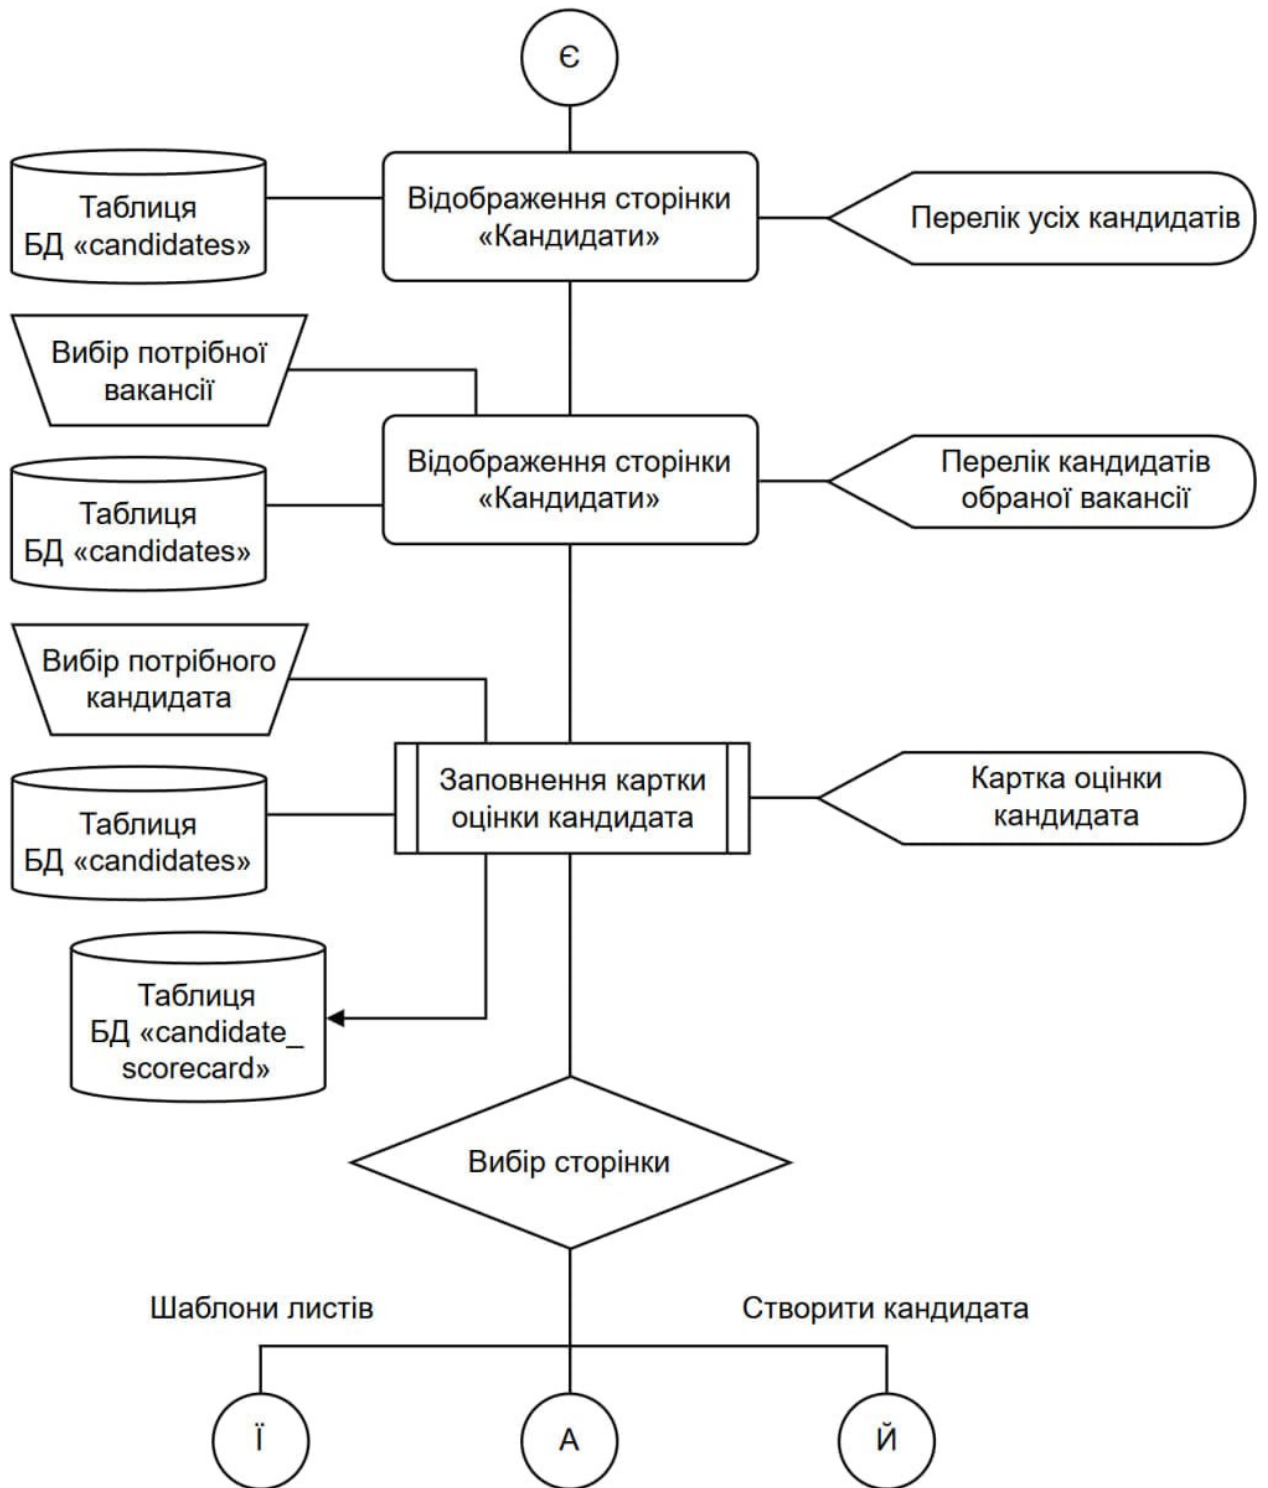 Є
Таблиця
БД «candidates»
Відображення сторінки
«Кандидати»
Перелік усіх кандидатів
Вибір потрібної
вакансії
Таблиця
БД «candidates»
Відображення сторінки
«Кандидати»
Перелік кандидатів
обраної вакансії
Вибір потрібного
кандидата
Таблиця
БД «candidates»
Заповнення картки
оцінки кандидата
Картка оцінки
кандидата
Таблиця
БД «candidate_
scorecard»
Вибір сторінки
Шаблони листів
Створити кандидата
Ї
А
Й